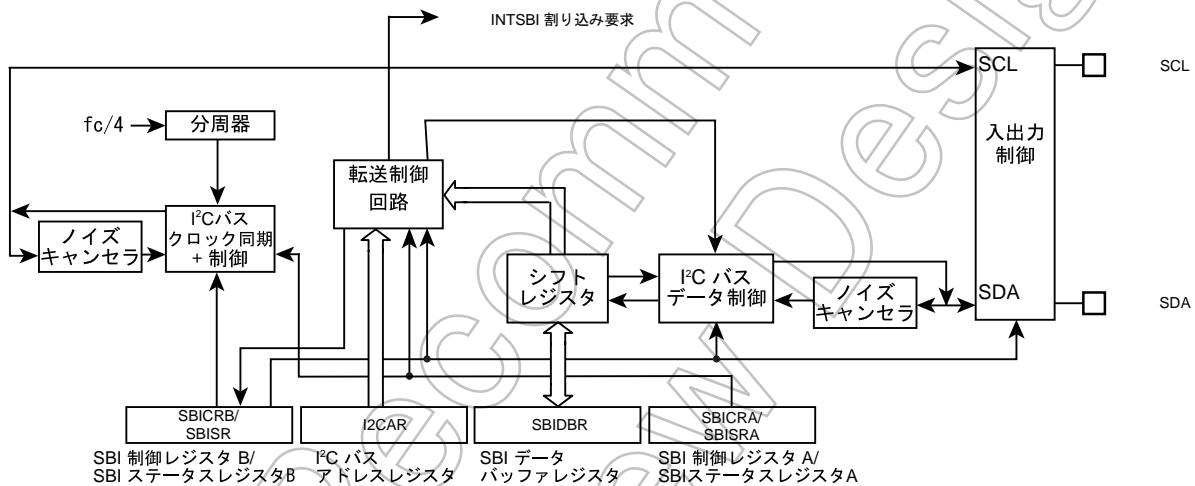 INTSBI 割り込み要求
SCL
SCL
fc/4
分周器
入出力
制御
転送制御
回路
I²Cバス
クロック同期
+ 制御
ノイズ
キャンセラ
シフト
レジスタ
I²C バス
データ制御
ノイズ
キャンセラ
SDA
SDA
SBICRB/
SBISR
I2CAR
SBIDBR
SBICRA/
SBISRA
SBI 制御レジスタ B/
SBI ステータスレジスタB
I²C バス
アドレスレジスタ
SBI データ
バッファレジスタ
SBI 制御レジスタ A/
SBIステータスレジスタA
Recomm
New Desig